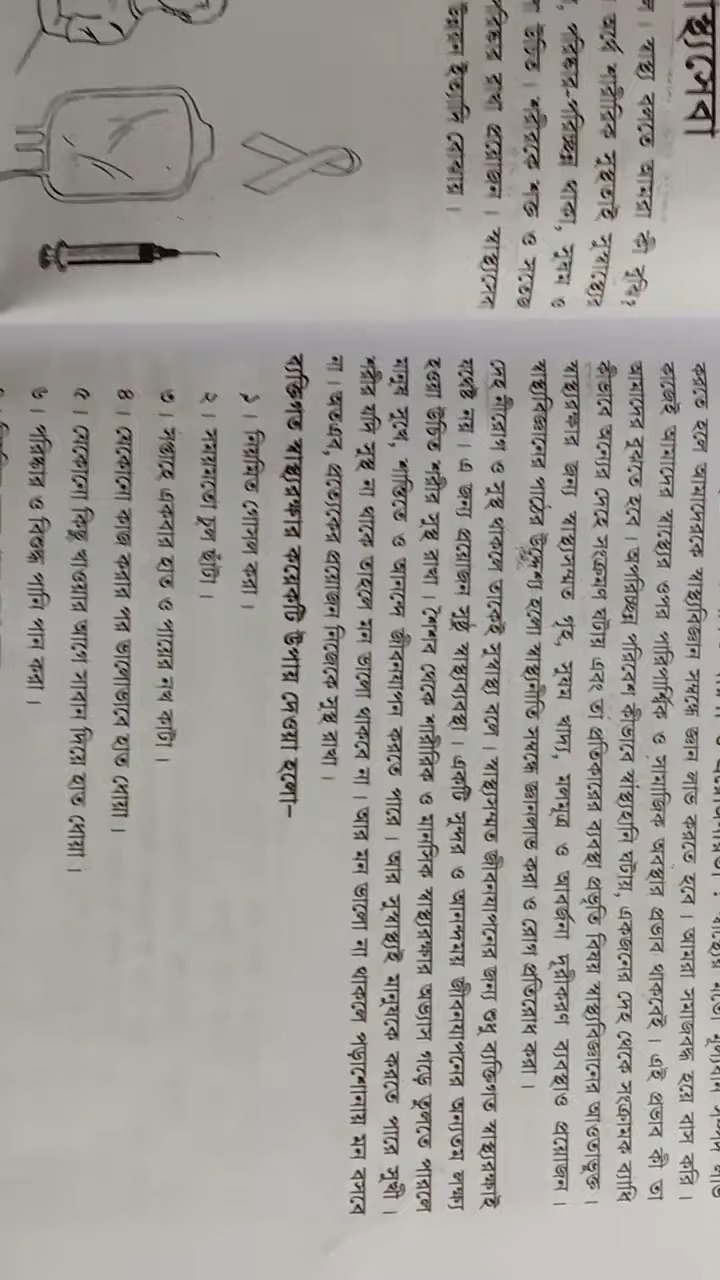 স্থ্যসেবা
ন। স্বাস্থ্য বলতে আমরা কী বুঝি?
অর্থে শারীরিক সুস্থতাই সুস্বাস্থ্যের
পরিষ্কার-পরিচ্ছন্ন থাকা, সুষম ও
উচিত। শরীরকে শক্ত ও সতেজ
রিষ্কার রাখা প্রয়োজন। স্বাস্থ্যসেব
উন্নয়ন ইত্যাদি বোঝায়।
করতে হলে আমাদেরকে স্বাস্থ্যবিজ্ঞান সম্বন্ধে জ্ঞান লাভ করতে হবে। আমরা সমাজবদ্ধ হয়ে বাস করি।
কাজেই আমাদের স্বাস্থ্যের ওপর পারিপার্শ্বিক ও সামাজিক অবস্থার প্রভাব থাকবেই। এই প্রভাব কী তা
আমাদের বুঝতে হবে। অপরিচ্ছন্ন পরিবেশ কীভাবে স্বাস্থ্যহানি ঘটায়, একজনের দেহ থেকে সংক্রামক ব্যাধি
কীভাবে অন্যের দেহে সংক্রমণ ঘটায় এবং তা প্রতিকারের ব্যবস্থা প্রভৃতি বিষয় স্বাস্থ্যবিজ্ঞানের আওতাভুক্ত।
স্বাস্থ্যরক্ষার জন্য স্বাস্থ্যসম্মত গৃহ, সুষম খাদ্য, মলমূত্র ও আবর্জনা দূরীকরণ ব্যবস্থাও প্রয়োজন।
স্বাস্থ্যবিজ্ঞানের পাঠের উদ্দেশ্য হলো স্বাস্থ্যনীতি সম্বন্ধে জ্ঞানলাভ করা ও রোগ প্রতিরোধ করা।
দেহ নীরোগ ও সুস্থ থাকলে তাকেই সুস্বাস্থ্য বলে। স্বাস্থ্যসম্মত জীবনযাপনের জন্য শুধু ব্যক্তিগত স্বাস্থ্যরক্ষাই
যথেষ্ট নয়। এ জন্য প্রয়োজন সুষ্ঠু স্বাস্থ্যব্যবস্থা। একটি সুন্দর ও আনন্দময় জীবনযাপনের অন্যতম লক্ষ্য
হওয়া উচিত শরীর সুস্থ রাখা। শৈশব থেকে শারীরিক ও মানসিক স্বাস্থ্যরক্ষার অভ্যাস গড়ে তুলতে পারলে
মানুষ সুখে, শান্তিতে ও আনন্দে জীবনযাপন করতে পারে। আর সুস্বাস্থ্যই মানুষকে করতে পারে সুখী।
শরীর যদি সুস্থ না থাকে তাহলে মন ভালো থাকবে না। আর মন ভালো না থাকলে পড়াশোনায় মন বসবে
না। অতএব, প্রত্যেকের প্রয়োজন নিজেকে সুস্থ রাখা।
ব্যক্তিগত স্বাস্থ্যরক্ষার কয়েকটি উপায় দেওয়া হলো–
১। নিয়মিত গোসল করা।
২। সময়মতো চুল ছাঁটা।
৩। সপ্তাহে একবার হাত ও পায়ের নখ কাটা।
৪। যেকোনো কাজ করার পর ভালোভাবে হাত ধোয়া।
৫। যেকোনো কিছু খাওয়ার আগে সাবান দিয়ে হাত ধোয়া।
৬। পরিষ্কার ও বিশুদ্ধ পানি পান করা।